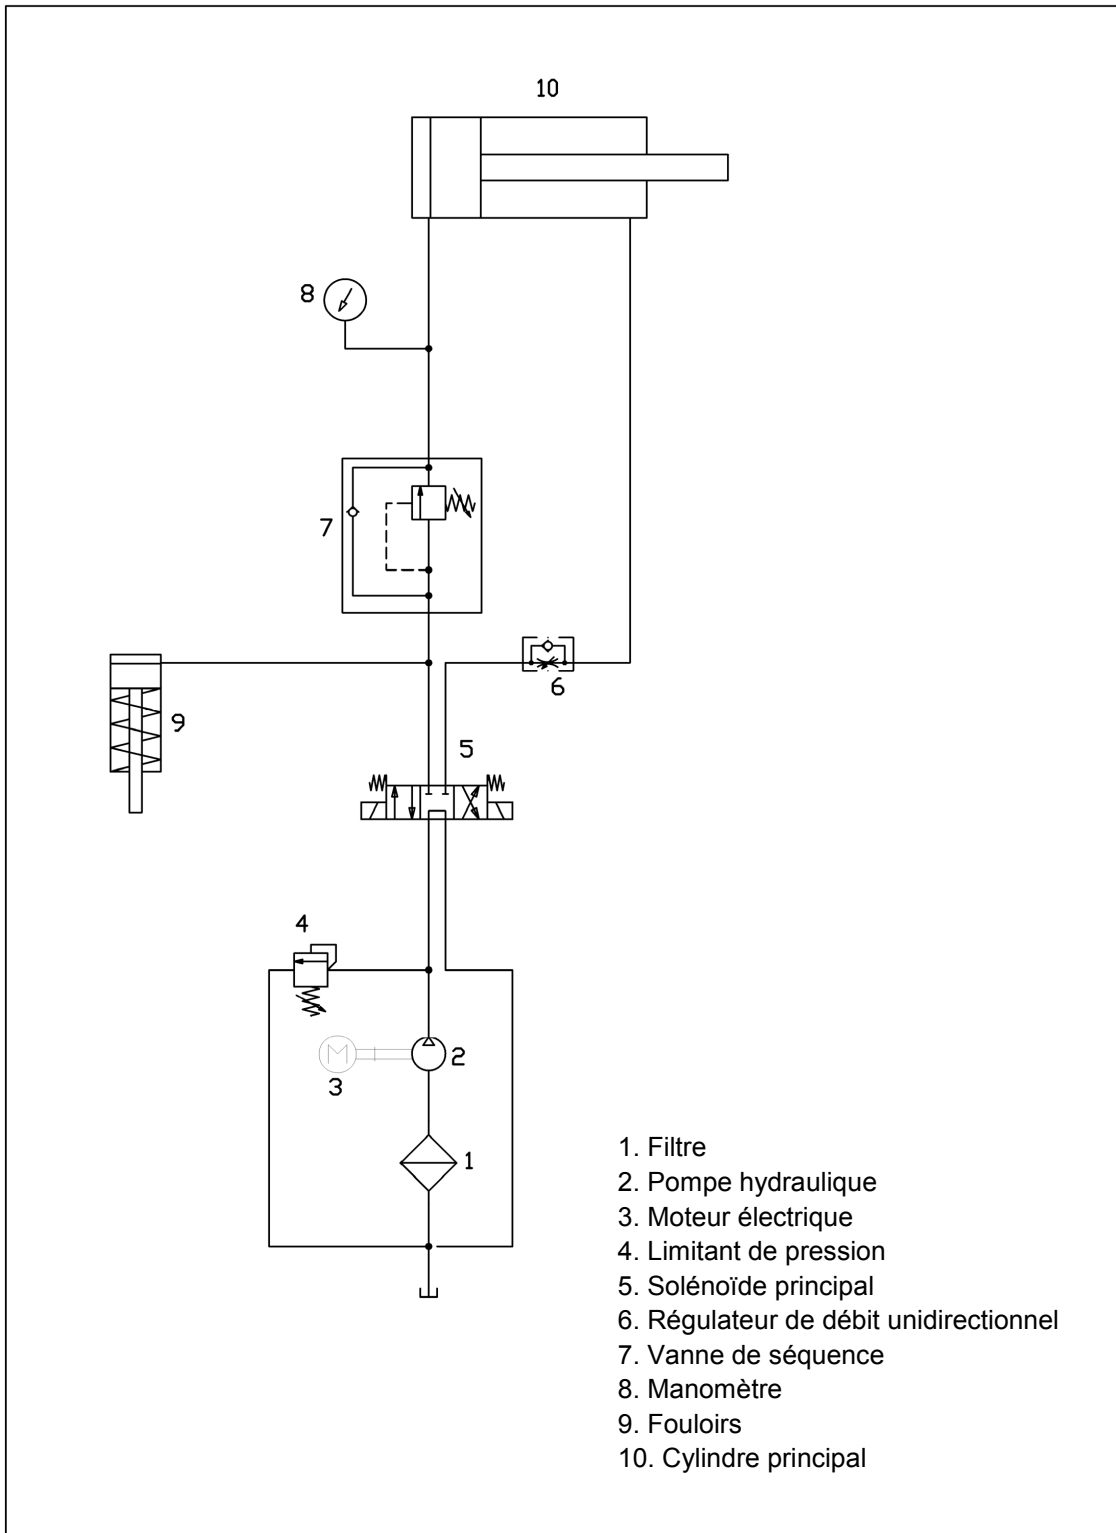 10
8
7
6
9
5
4
2
M
3
1
1. Filtre
2. Pompe hydraulique
3. Moteur électrique
4. Limitant de pression
5. Solénoïde principal
6. Régulateur de débit unidirectionnel
7. Vanne de séquence
8. Manomètre
9. Fouloirs
10. Cylindre principal